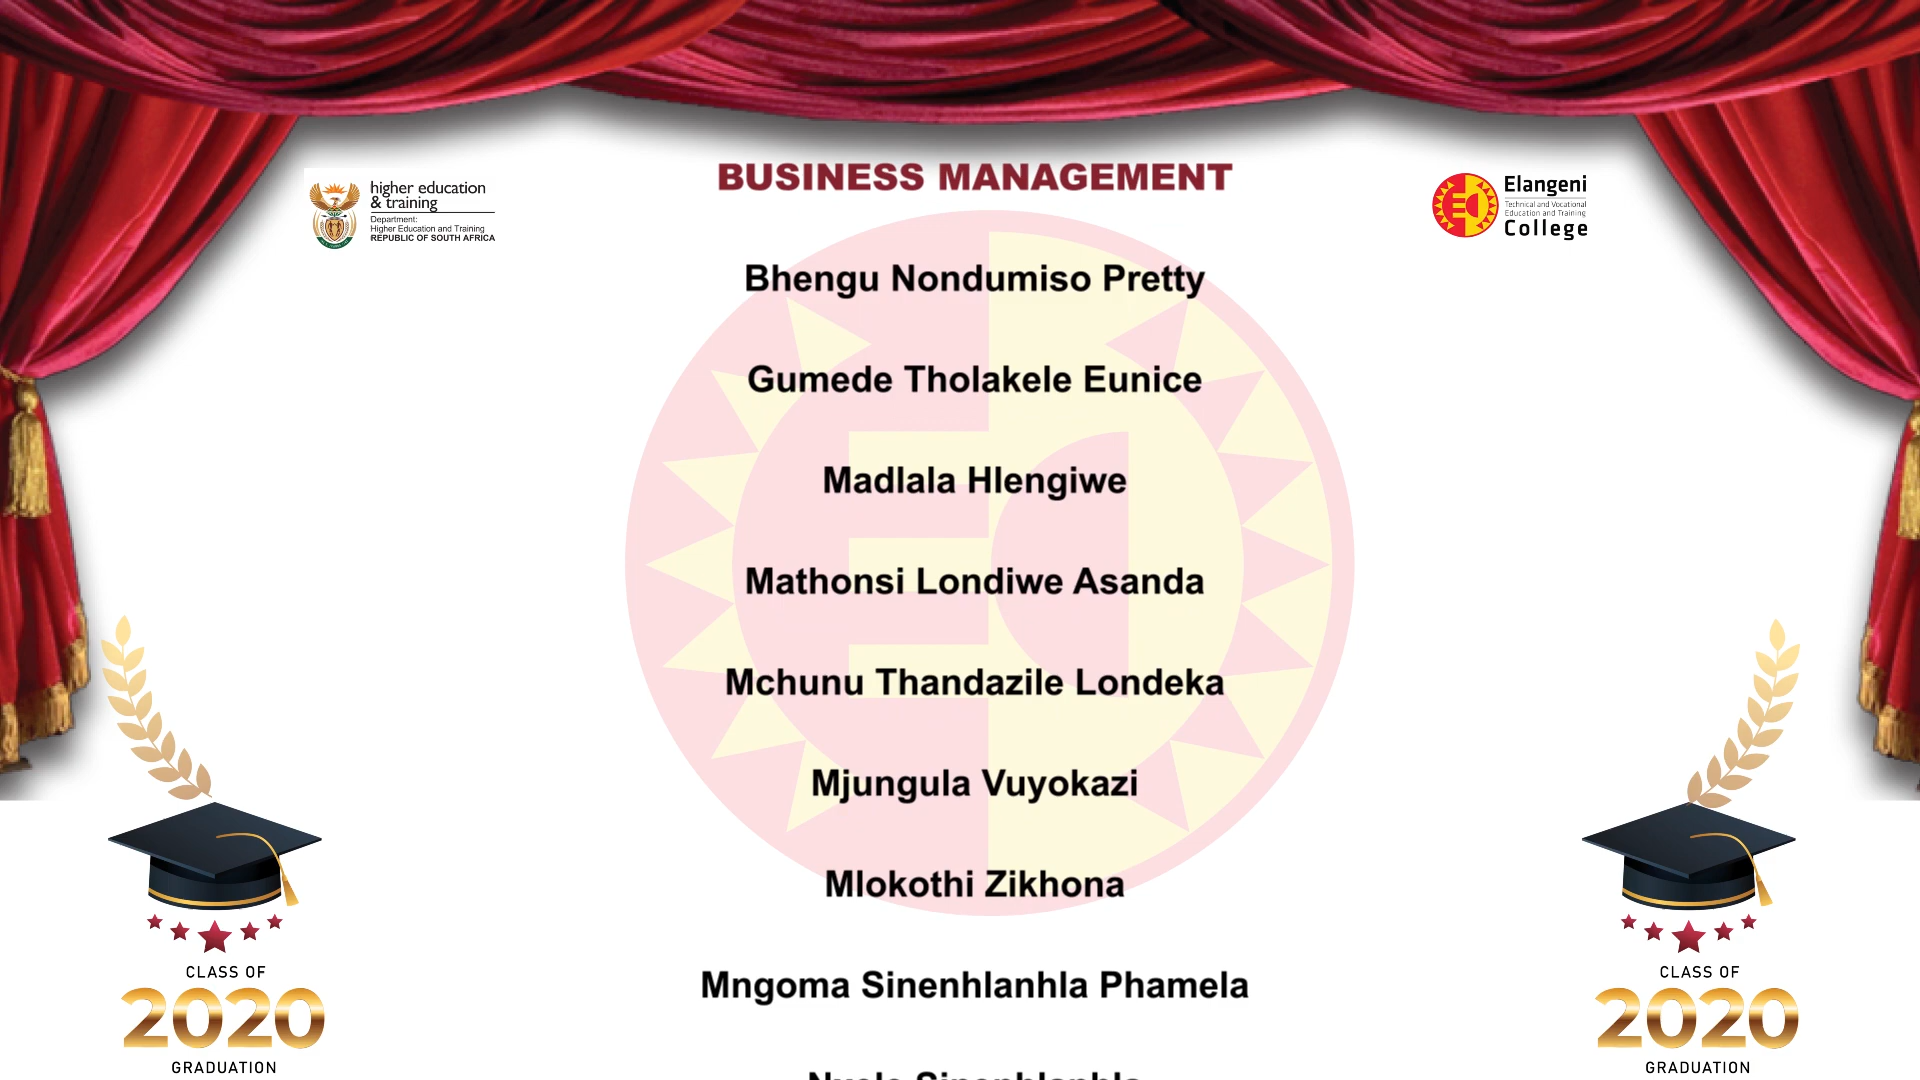 BUSINESS MANAGEMENT
higher education
& training
Department:
Higher Education and Training
REPUBLIC OF SOUTH AFRICA
Elangeni
Technical and Vocational
Education and Training
College
Bhengu Nondumiso Pretty
Gumede Tholakele Eunice
Madlala Hlengiwe
Mathonsi Londiwe Asanda
Mchunu Thandazile Londeka
Mjungula Vuyokazi
Mlokothi Zikhona
Mngoma Sinenhlanhla Phamela
Sinenhlanhla
CLASS OF
2020
GRADUATION
CLASS OF
2020
GRADUATION